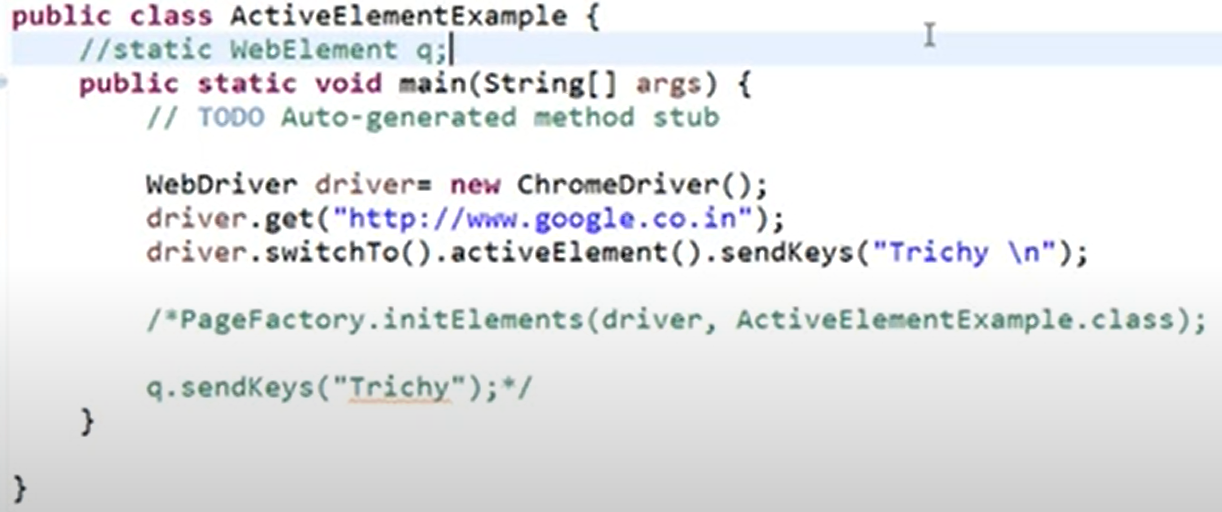 public class ActiveElementExample {
//static WebElement q;
public static void main(String[] args) {
// TODO Auto-generated method stub
WebDriver driver= new ChromeDriver();
driver.get("http://www.google.co.in");
driver.switchTo().activeElement().sendKeys("Trichy \n");
/*PageFactory.initElements(driver, ActiveElementExample.class);
q.sendKeys("Trichy");*/
}
}